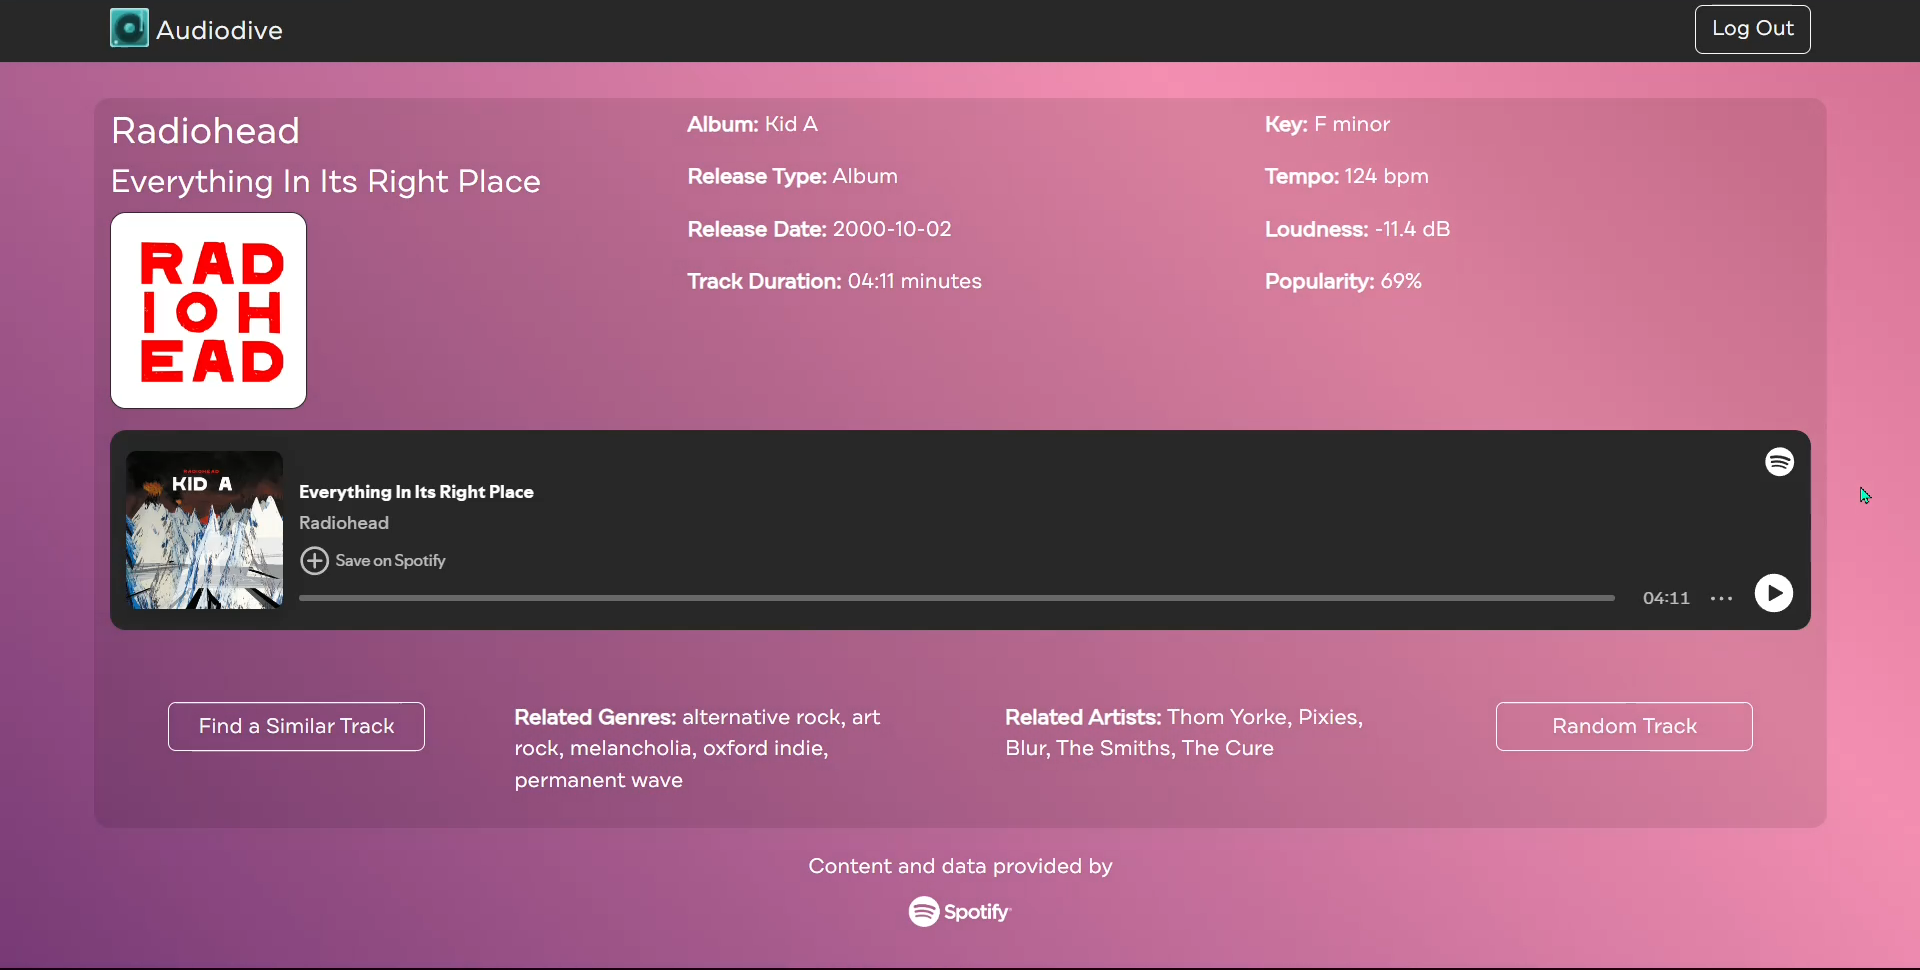 Audiodive
Log Out
Radiohead
Everything In Its Right Place
RAD
IOH
EAD
Album: Kid A
Release Type: Album
Release Date: 2000-10-02
Track Duration: 04:11 minutes
Key: F minor
Tempo: 124 bpm
Loudness: -11.4 dB
Popularity: 69%
RADIOHEAD
KID A
Everything In Its Right Place
Radiohead
Save on Spotify
04:11
Find a Similar Track
Related Genres: alternative rock, art
rock, melancholia, oxford indie,
permanent wave
Related Artists: Thom Yorke, Pixies,
Blur, The Smiths, The Cure
Random Track
Content and data provided by
Spotify